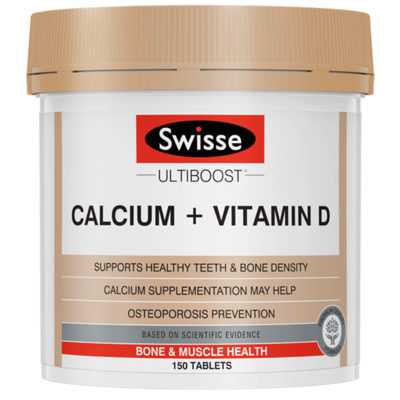 Swisse
ULTIBOOST
CALCIUM + VITAMIN D
SUPPORTS HEALTHY TEETH & BONE DENSITY
CALCIUM SUPPLEMENTATION MAY HELP
OSTEOPOROSIS PREVENTION
BASED ON SCIENTIFIC EVIDENCE
BONE & MUSCLE HEALTH
150 TABLETS